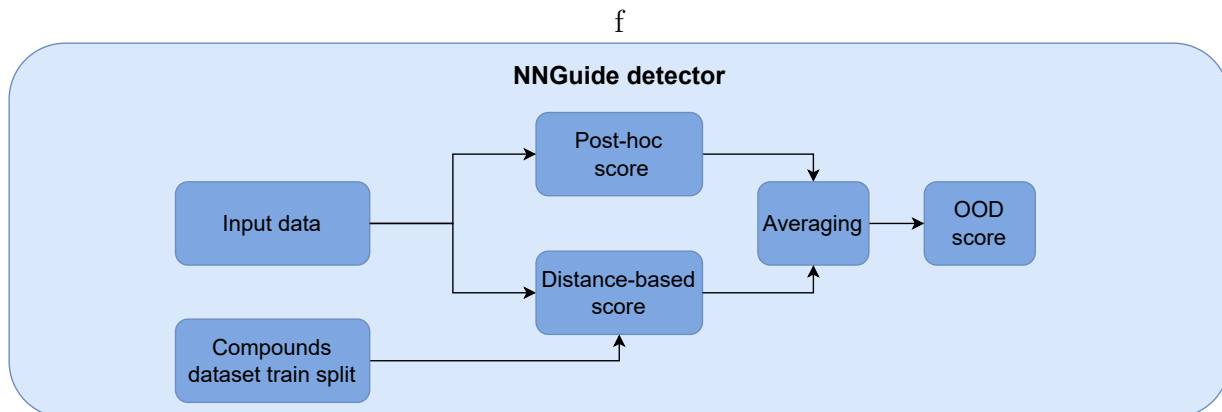 f
NNGuide detector
Post-hoc
score
Input data
Averaging
OOD
score
Distance-based
score
Compounds
dataset train split